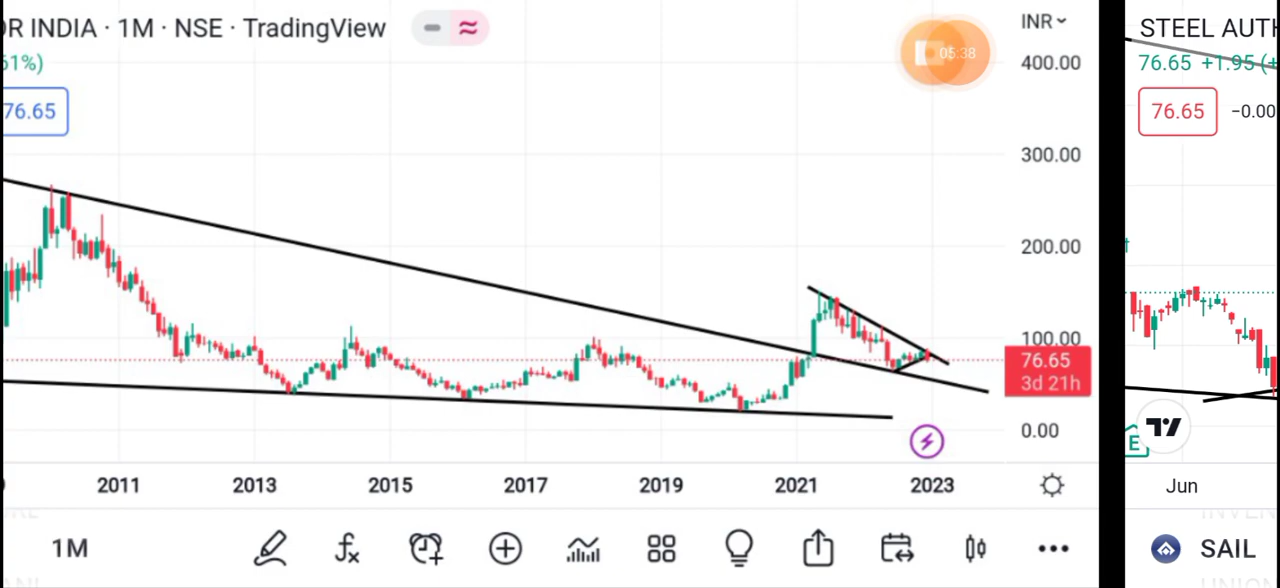 OR INDIA · 1M · NSE · TradingView
INR
05:38
61%)
400.00
76.65
300.00
200.00
100.00
76.65
3d 21h
0.00
2011 2013 2015 2017 2019 2021 2023
1M
STEEL AUTH
76.65 +1.95 (+
76.65 −0.00
E
Jun
SAIL